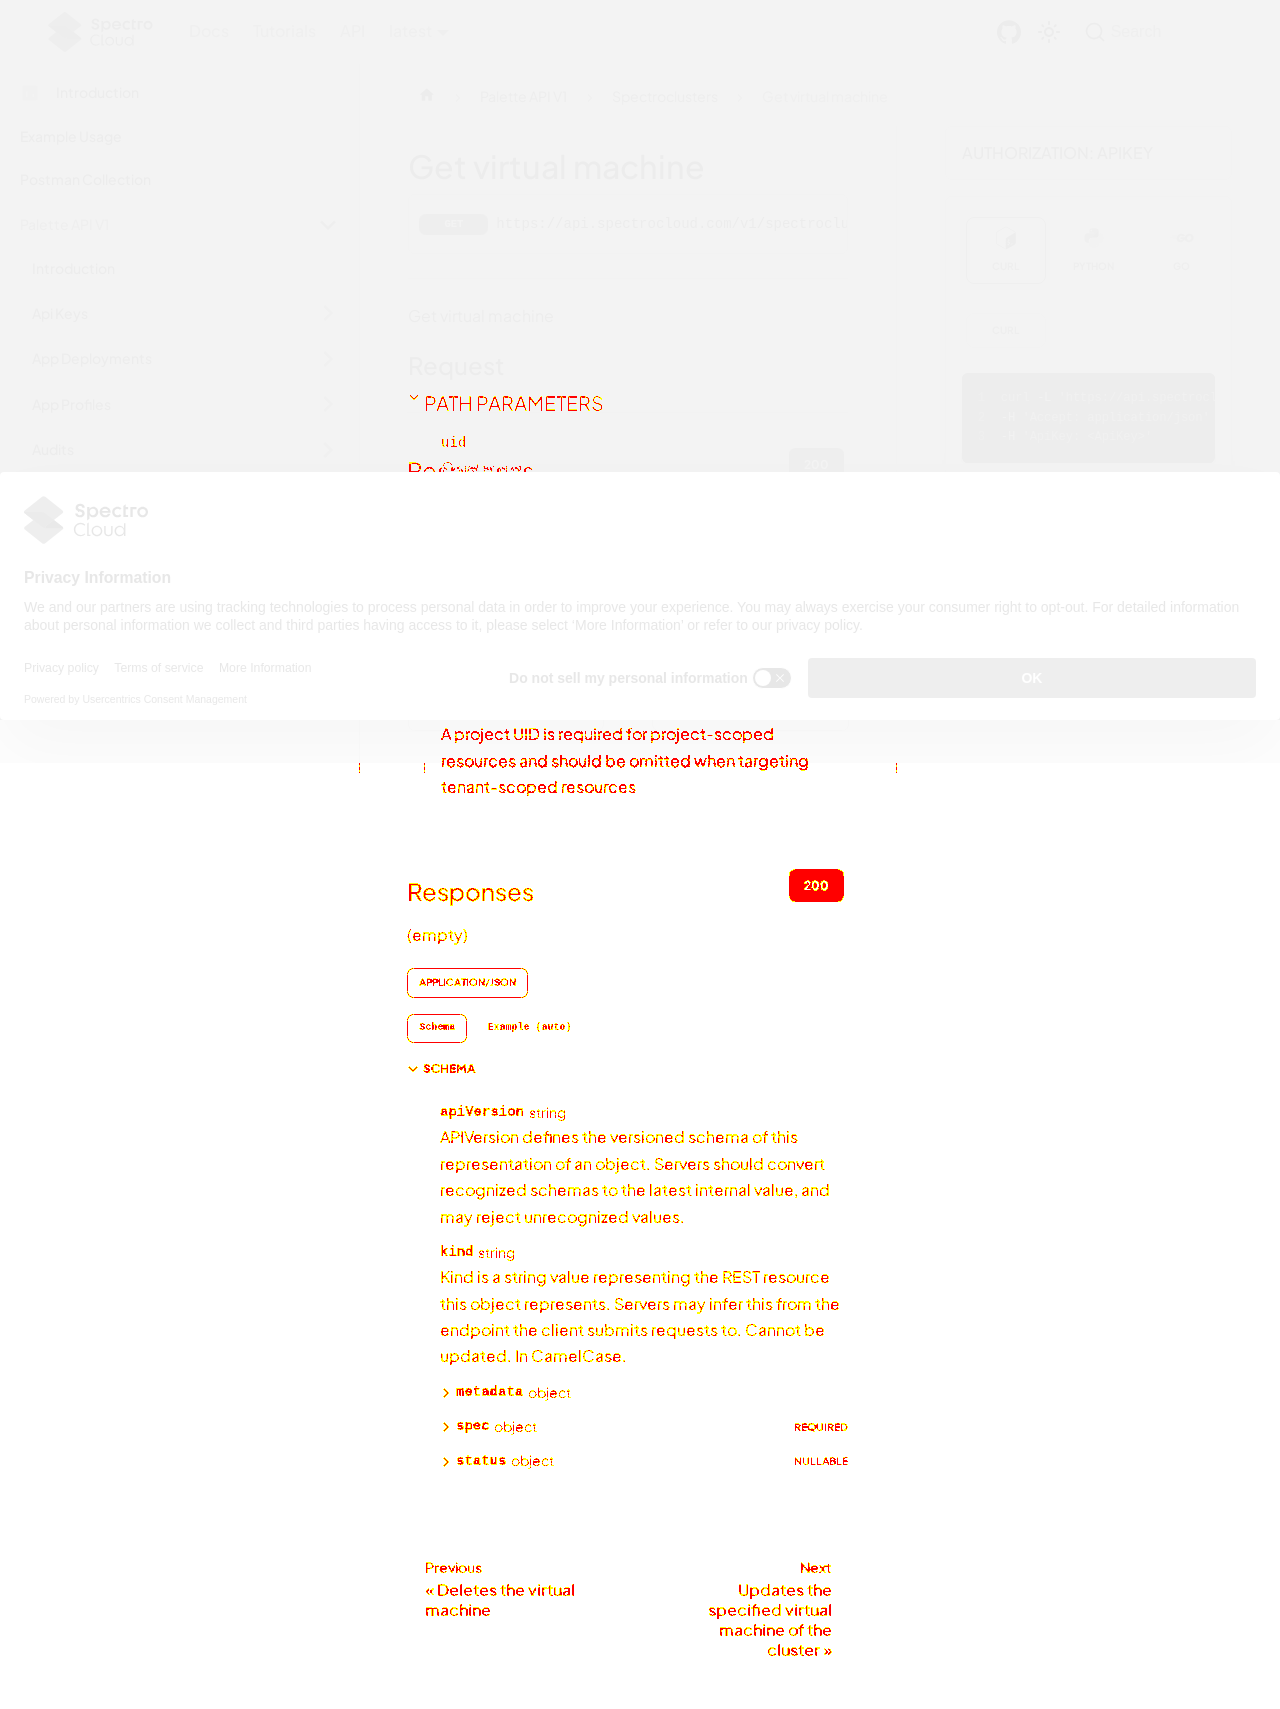 Spectro
Cloud
Docs
Tutorials
API
latest
Search
Introduction
Palette API V1
Spectroclusters
Get virtual machine
Example Usage
Postman Collection
Palette API V1
Introduction
Api Keys
App Deployments
App Profiles
Audits
Get virtual machine
GET
https://api.spectrocloud.com/v1/spectroclu
AUTHORIZATION: APIKEY
CURL
PYTHON
GO
CURL
Get virtual machine
Request
PATH PARAMETERS
uid
Responses
200
Spectro
Cloud
Privacy Information
We and our partners are using tracking technologies to process personal data in order to improve your experience. You may always exercise your consumer right to opt-out. For detailed information
about personal information we collect and third parties having access to it, please select 'More Information' or refer to our privacy policy.
Privacy policy
Terms of service
More Information
Do not sell my personal information
OK
Powered by Usercentrics Consent Management
A project UID is required for project-scoped
resources and should be omitted when targeting
tenant-scoped resources
Responses
200
(empty)
APPLICATION/JSON
Schema
Example (auto)
SCHEMA
apiVersion string
APIVersion defines the versioned schema of this
representation of an object. Servers should convert
recognized schemas to the latest internal value, and
may reject unrecognized values.
kind string
Kind is a string value representing the REST resource
this object represents. Servers may infer this from the
endpoint the client submits requests to. Cannot be
updated. In CamelCase.
metadata object
spec object
REQUIRED
status object
NULLABLE
Previous
« Deletes the virtual
machine
Next
Updates the
specified virtual
machine of the
cluster »